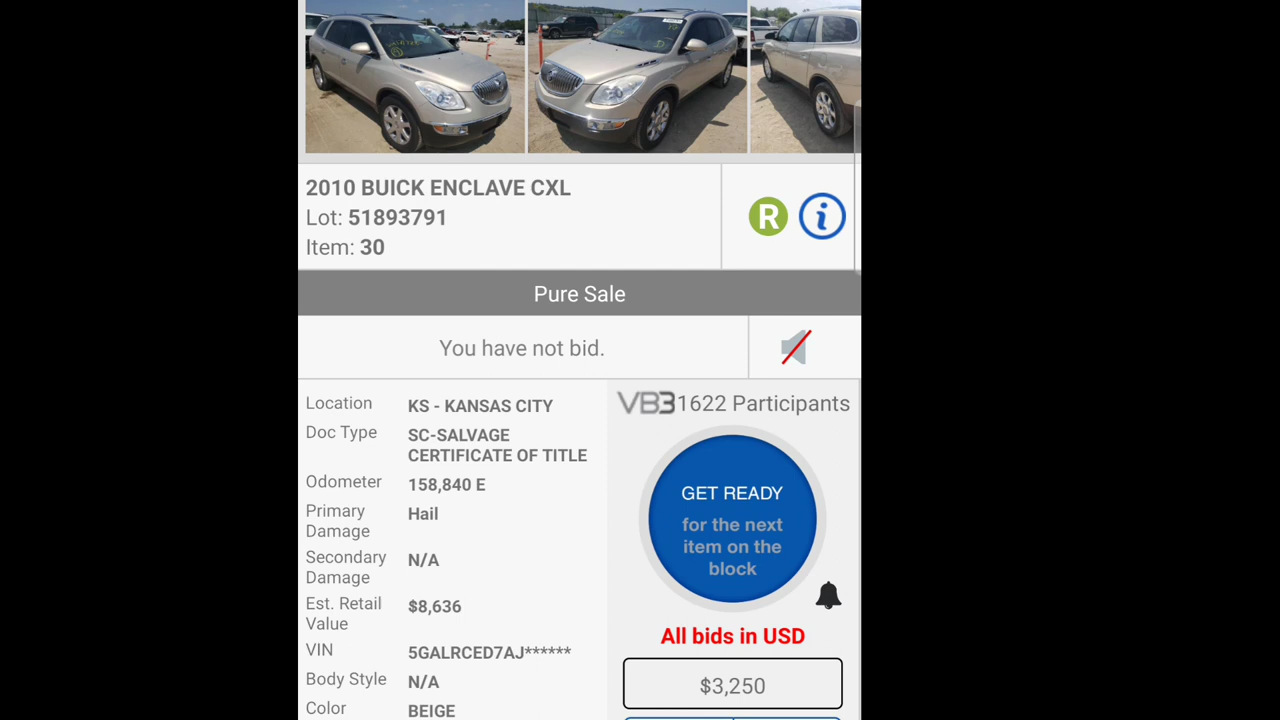 2010 BUICK ENCLAVE CXL
Lot: 51893791
Item: 30
R
i
Pure Sale
You have not bid.
Location KS - KANSAS CITY
Doc Type SC-SALVAGE
CERTIFICATE OF TITLE
Odometer 158,840 E
Primary
Damage
Hail
Secondary
Damage
N/A
Est. Retail
Value
$8,636
VIN 5GALRCED7AJ******
Body Style N/A
Color BEIGE
VB3 1622 Participants
GET READY
for the next
item on the
block
All bids in USD
$3,250